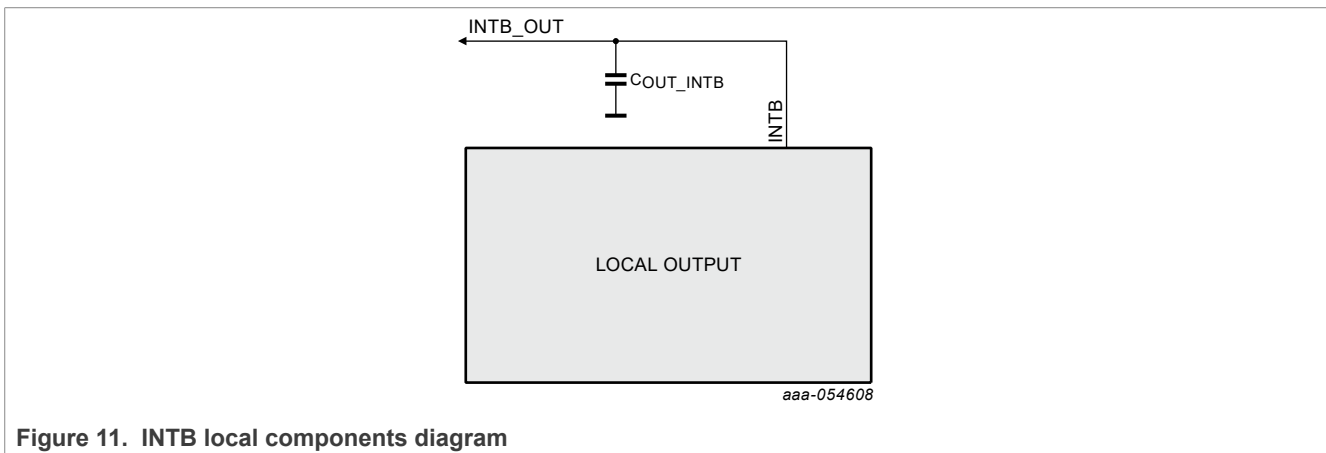 INTB_OUT
COUT_INTB
INTB
LOCAL OUTPUT
aaa-054608
Figure 11. INTB local components diagram